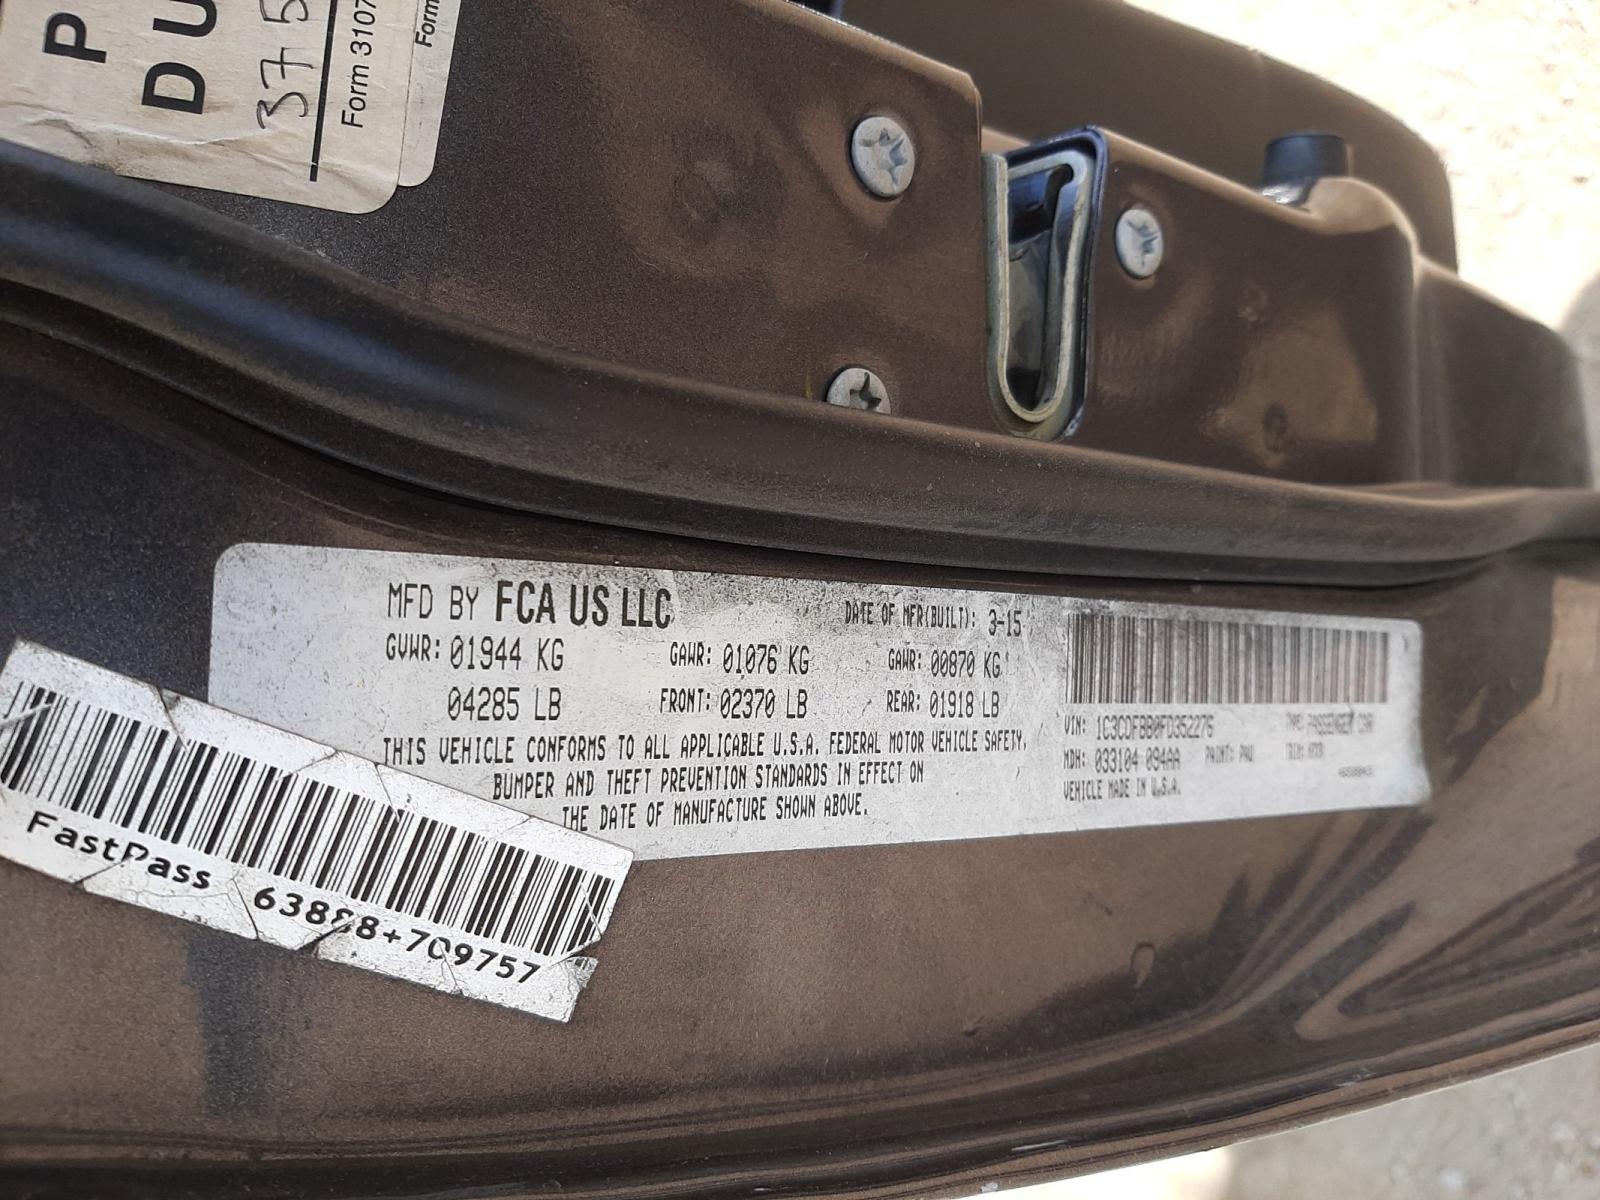 P
DU
375
Form 3107
Form
MFD BY FCA US LLC
DATE OF MFR(BUILT): 3-15
GVWR: 01944 KG GAWR: 01076 KG GAWR: 00870 KG
04285 LB FRONT: 02370 LB REAR: 01918 LB
THIS VEHICLE CONFORMS TO ALL APPLICABLE U.S.A. FEDERAL MOTOR VEHICLE SAFETY,
BUMPER AND THEFT PREVENTION STANDARDS IN EFFECT ON
THE DATE OF MANUFACTURE SHOWN ABOVE.
VIN: 1C3CDFBB0FD352276 TYPE: PASSENGER CAR
MDH: 033104 094AA PAINT: PAU TRIM:
VEHICLE MADE IN U.S.A.
FastPass 63888+709757